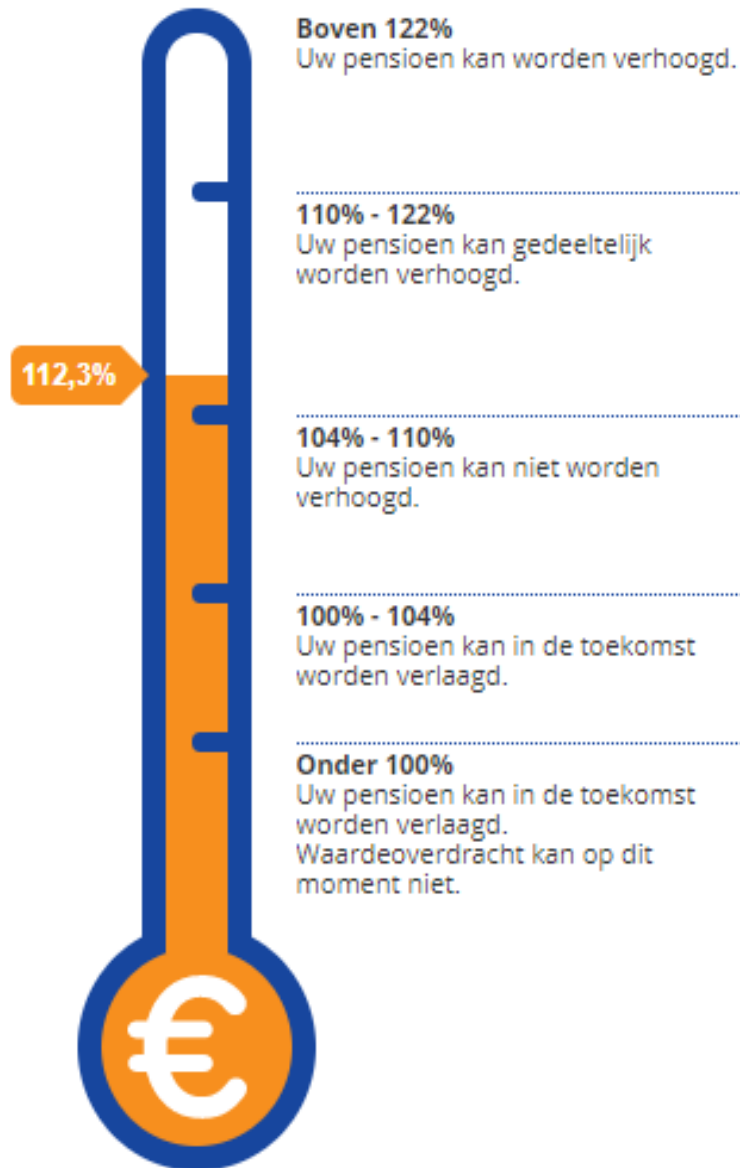 Boven 122%
Uw pensioen kan worden verhoogd.
110% - 122%
Uw pensioen kan gedeeltelijk
worden verhoogd.
112,3%
104% - 110%
Uw pensioen kan niet worden
verhoogd.
100% - 104%
Uw pensioen kan in de toekomst
worden verlaagd.
Onder 100%
Uw pensioen kan in de toekomst
worden verlaagd.
Waardeoverdracht kan op dit
moment niet.
€